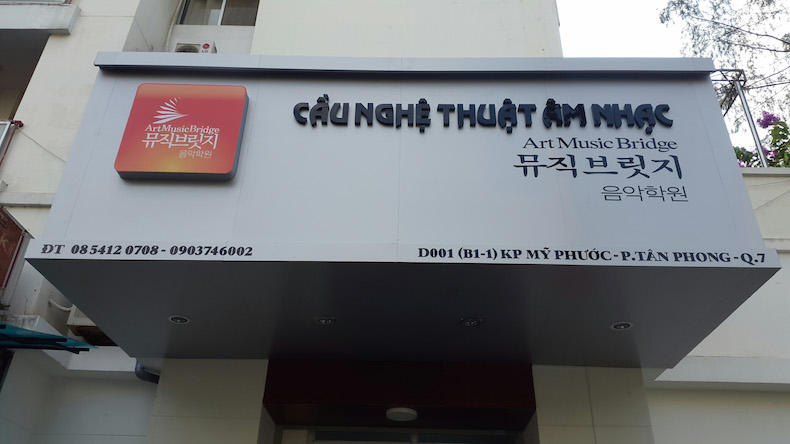 ArtMusicBridge
뮤직브릿지
음악학원
CẦU NGHỆ THUẬT ÂM NHẠC
Art Music Bridge
뮤직브릿지
음악학원
ĐT 08 5412 0708 - 0903746002
D001 (B1-1) KP MỸ PHƯỚC - P.TÂN PHONG - Q.7